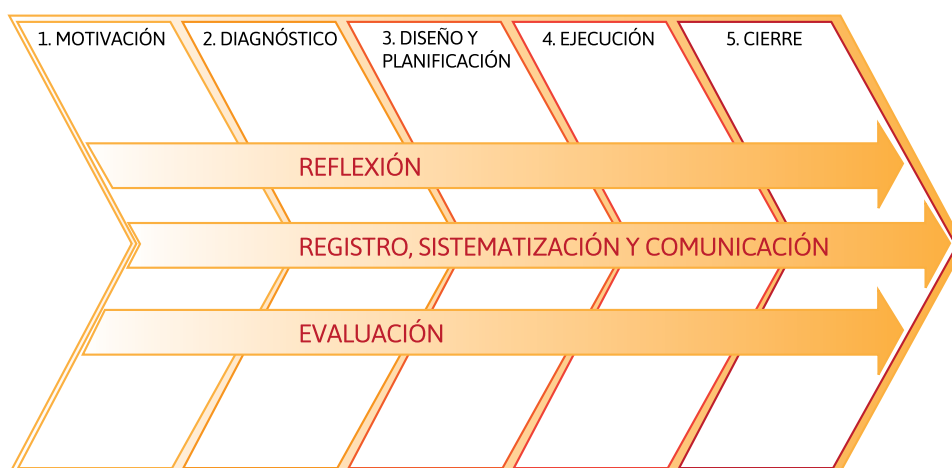 1. MOTIVACIÓN
2. DIAGNÓSTICO
3. DISEÑO Y
PLANIFICACIÓN
4. EJECUCIÓN
5. CIERRE
REFLEXIÓN
REGISTRO, SISTEMATIZACIÓN Y COMUNICACIÓN
EVALUACIÓN